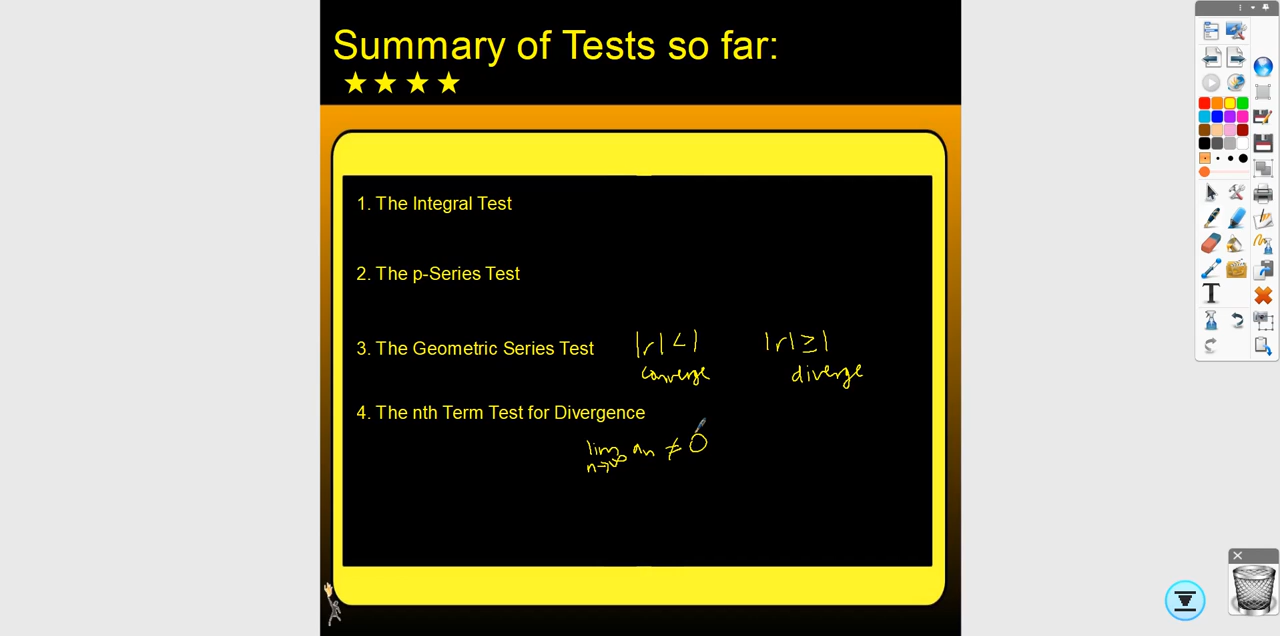 Summary of Tests so far:
★ ★ ★ ★
1. The Integral Test
2. The p-Series Test
3. The Geometric Series Test |r| < 1 |r| ≥ 1
converge diverge
4. The nth Term Test for Divergence
lim an ≠ 0
n→∞
T